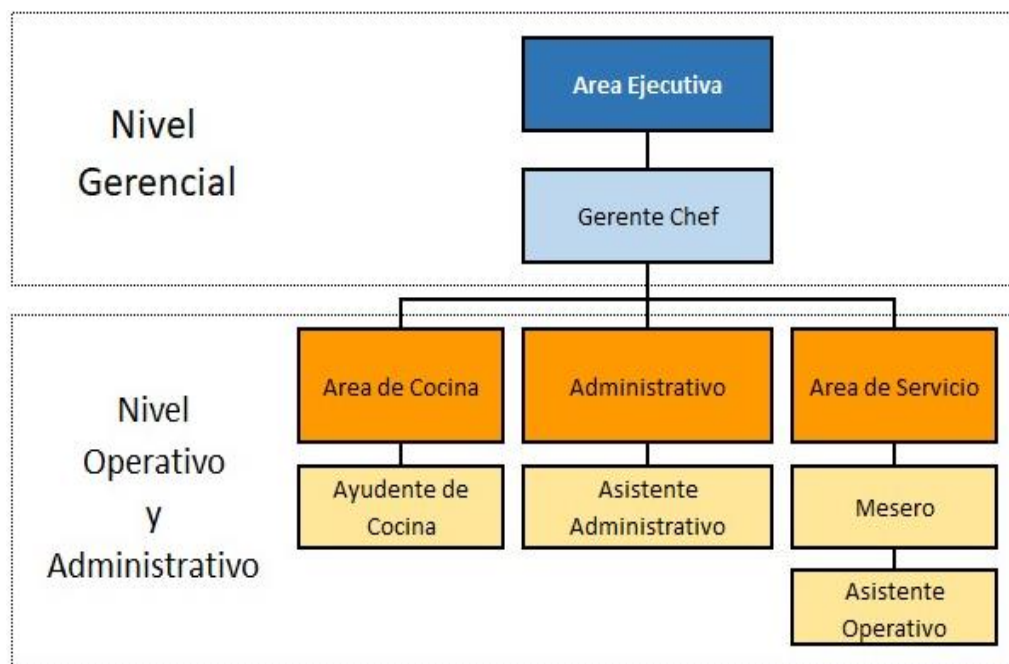 Nivel
Gerencial
Area Ejecutiva
Gerente Chef
Nivel
Operativo
y
Administrativo
Area de Cocina
Administrativo
Area de Servicio
Ayudente de
Cocina
Asistente
Administrativo
Mesero
Asistente
Operativo